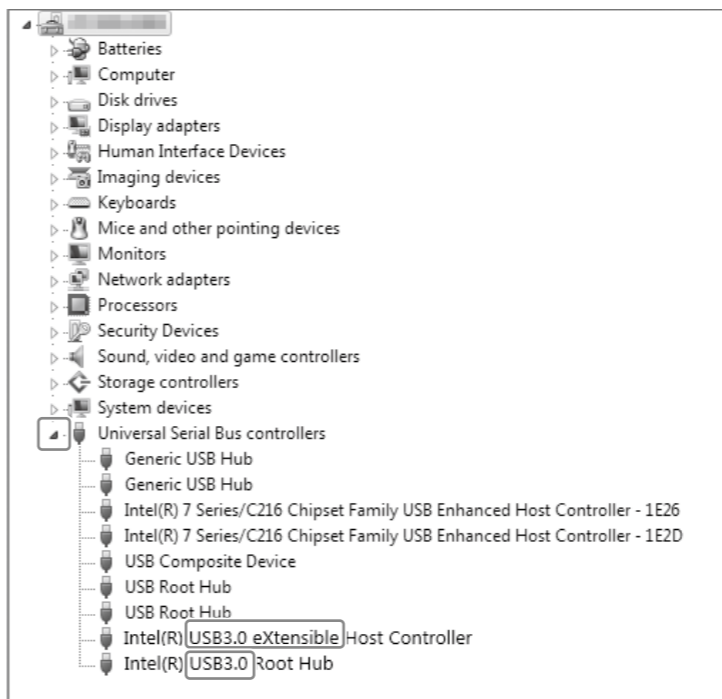 Batteries
Computer
Disk drives
Display adapters
Human Interface Devices
Imaging devices
Keyboards
Mice and other pointing devices
Monitors
Network adapters
Processors
Security Devices
Sound, video and game controllers
Storage controllers
System devices
Universal Serial Bus controllers
Generic USB Hub
Generic USB Hub
Intel(R) 7 Series/C216 Chipset Family USB Enhanced Host Controller - 1E26
Intel(R) 7 Series/C216 Chipset Family USB Enhanced Host Controller - 1E2D
USB Composite Device
USB Root Hub
USB Root Hub
Intel(R) USB3.0 eXtensible Host Controller
Intel(R) USB3.0 Root Hub